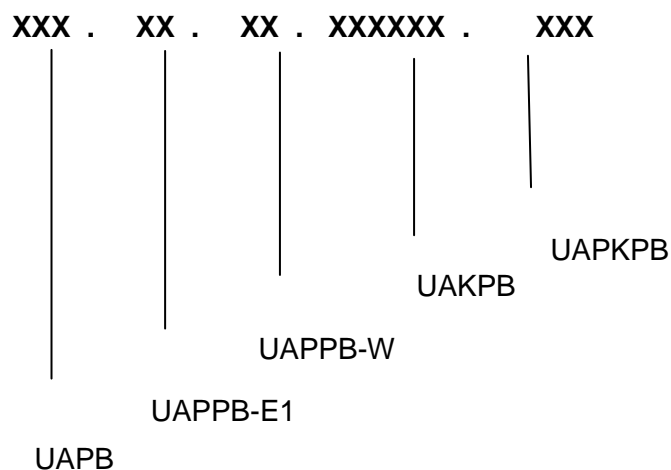 XXX . XX . XX . XXXXXX . XXX
UAPKPB
UAKPB
UAPPB-W
UAPPB-E1
UAPB